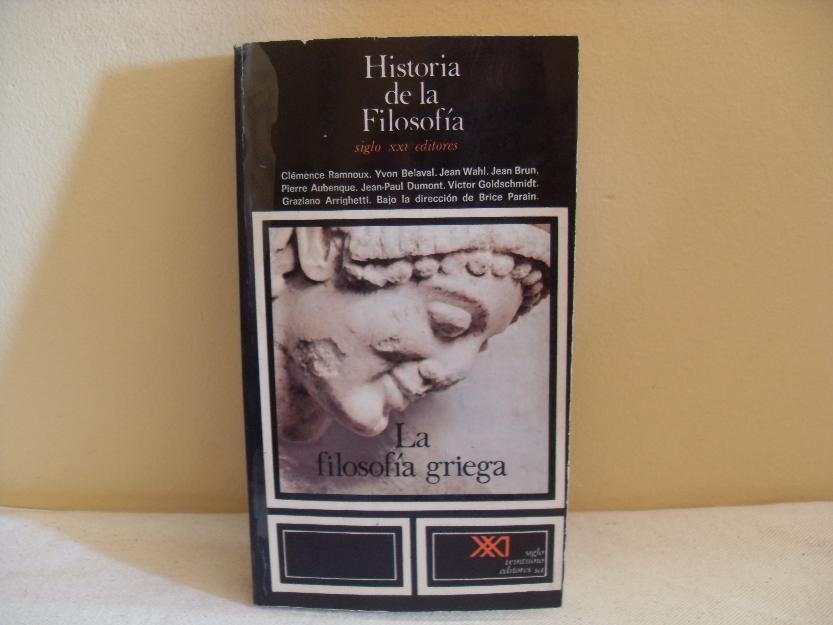 Historia
de la
Filosofía
siglo xxi editores
Clémence Ramnoux. Yvon Belaval. Jean Wahl. Jean Brun.
Pierre Aubenque. Jean-Paul Dumont. Victor Goldschmidt.
Graziano Arrighetti. Bajo la dirección de Brice Parain.
La
filosofía griega
XXI
siglo
veintiuno
editores sa